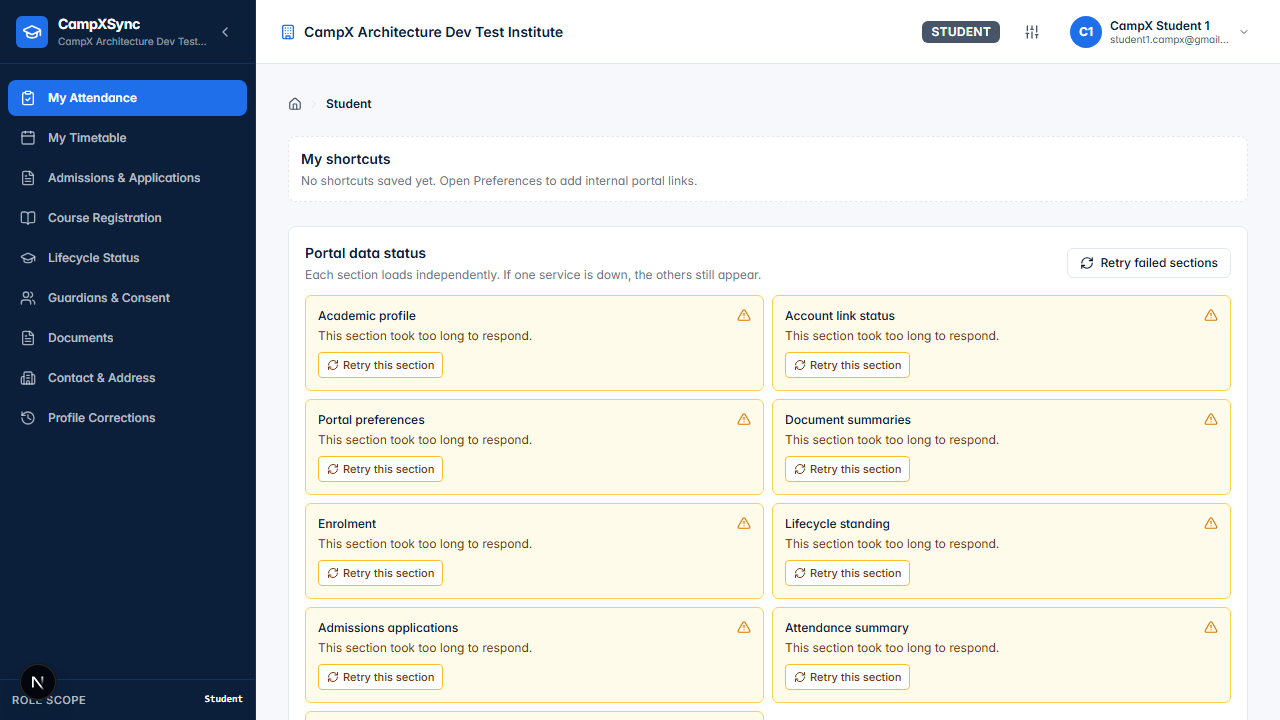 CampXSync
CampX Architecture Dev Test...
CampX Architecture Dev Test Institute
STUDENT
C1
CampX Student 1
student1.campx@gmail...
My Attendance
My Timetable
Admissions & Applications
Course Registration
Lifecycle Status
Guardians & Consent
Documents
Contact & Address
Profile Corrections
N
ROLE SCOPE
Student
Student
My shortcuts
No shortcuts saved yet. Open Preferences to add internal portal links.
Portal data status
Each section loads independently. If one service is down, the others still appear.
Retry failed sections
Academic profile
This section took too long to respond.
Retry this section
Account link status
This section took too long to respond.
Retry this section
Portal preferences
This section took too long to respond.
Retry this section
Document summaries
This section took too long to respond.
Retry this section
Enrolment
This section took too long to respond.
Retry this section
Lifecycle standing
This section took too long to respond.
Retry this section
Admissions applications
This section took too long to respond.
Retry this section
Attendance summary
This section took too long to respond.
Retry this section